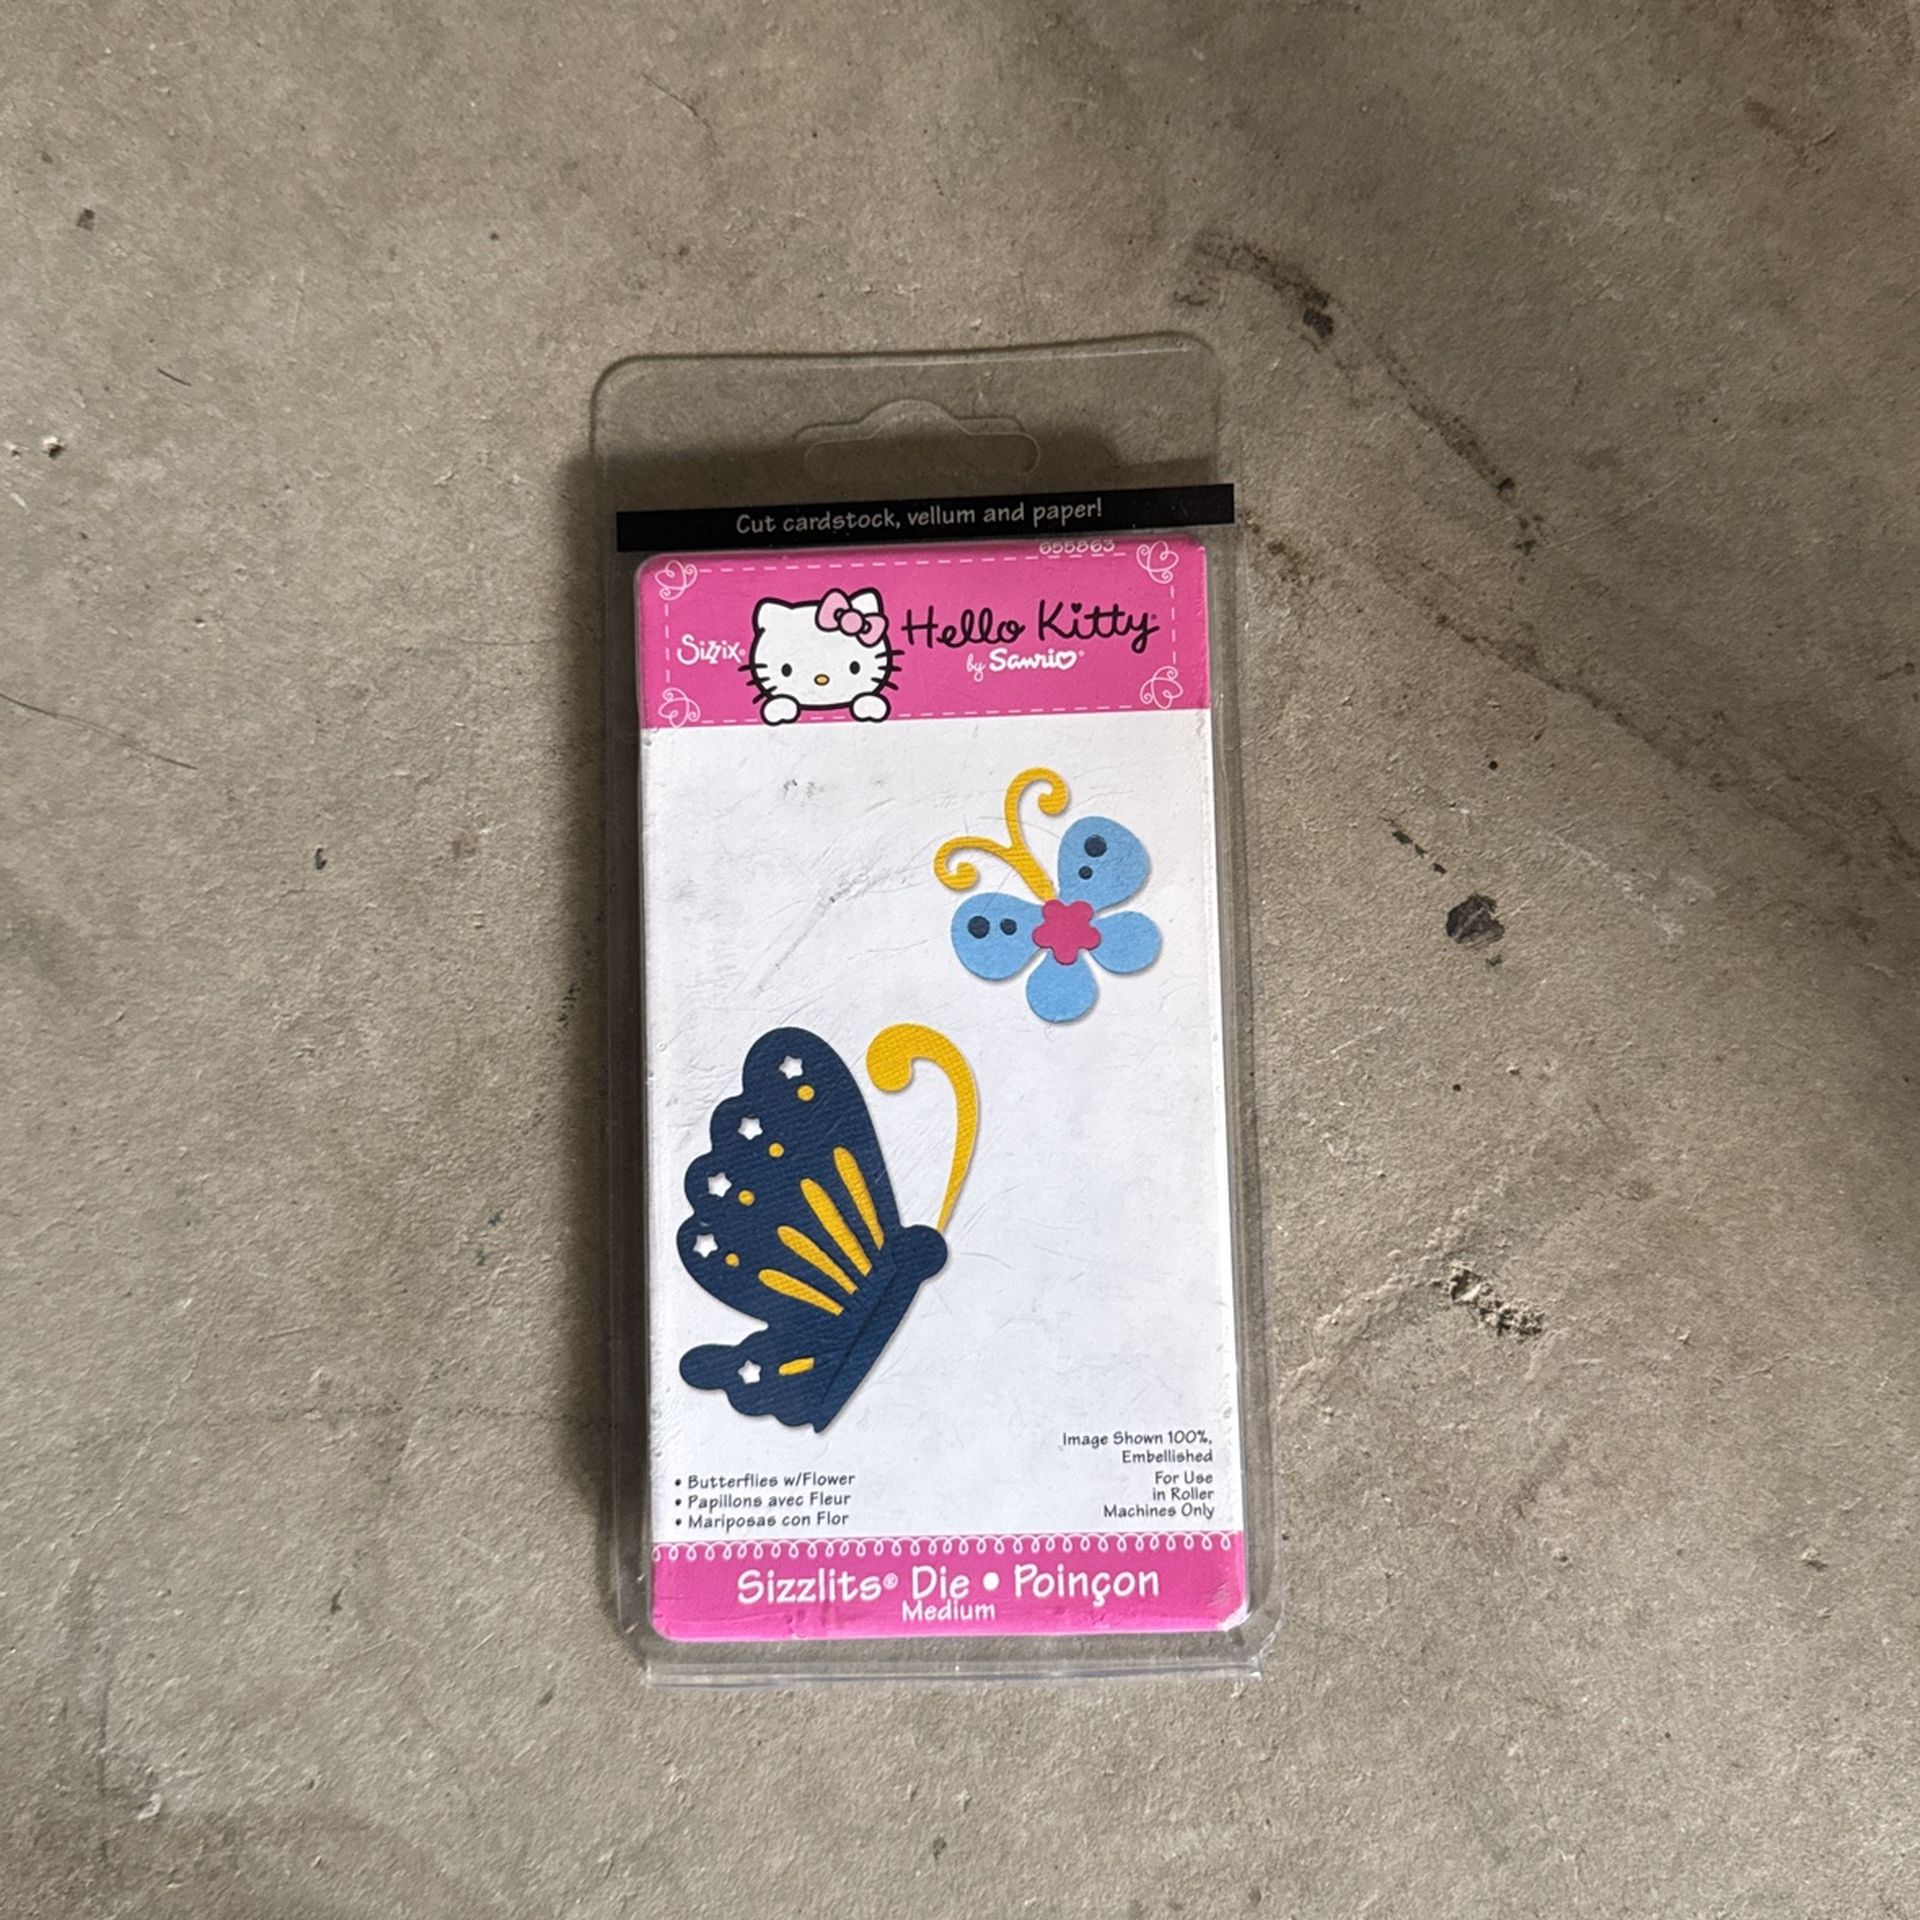 Cut cardstock, vellum and paper!
655863
Sizzix®
Hello Kitty®
by Sanrio®
Image Shown 100%,
Embellished
For Use
in Roller
Machines Only
• Butterflies w/Flower
• Papillons avec Fleur
• Mariposas con Flor
Sizzlits® Die • Poinçon
Medium